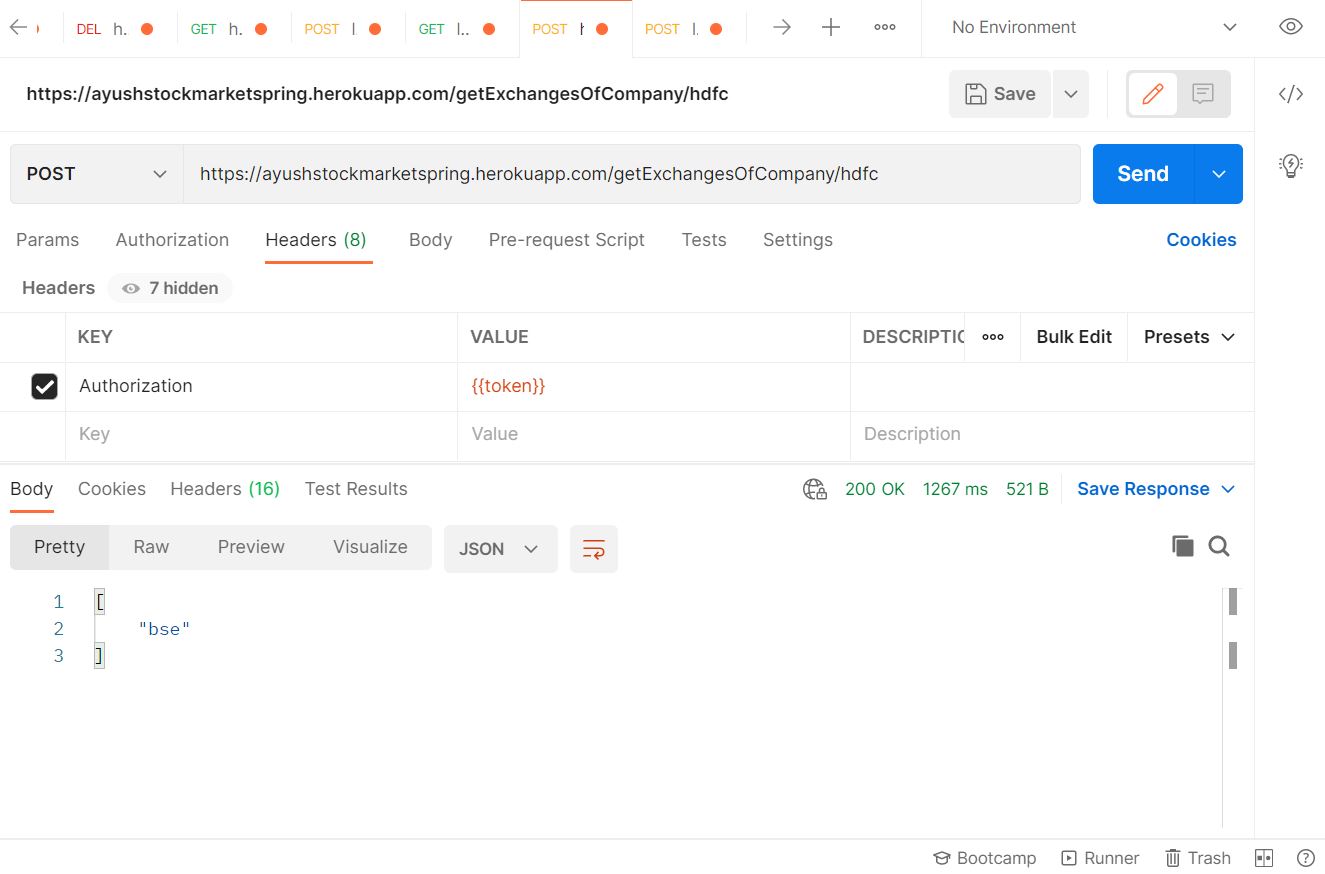 DEL h. GET h. POST GET l.. POST POST l. No Environment
https://ayushstockmarketspring.herokuapp.com/getExchangesOfCompany/hdfc Save
POST https://ayushstockmarketspring.herokuapp.com/getExchangesOfCompany/hdfc Send
Params Authorization Headers (8) Body Pre-request Script Tests Settings Cookies
Headers 7 hidden
KEY VALUE DESCRIPTIO Bulk Edit Presets
Authorization {{token}}
Key Value Description
Body Cookies Headers (16) Test Results 200 OK 1267 ms 521 B Save Response
Pretty Raw Preview Visualize JSON
1 [
2 "bse"
3 ]
Bootcamp Runner Trash